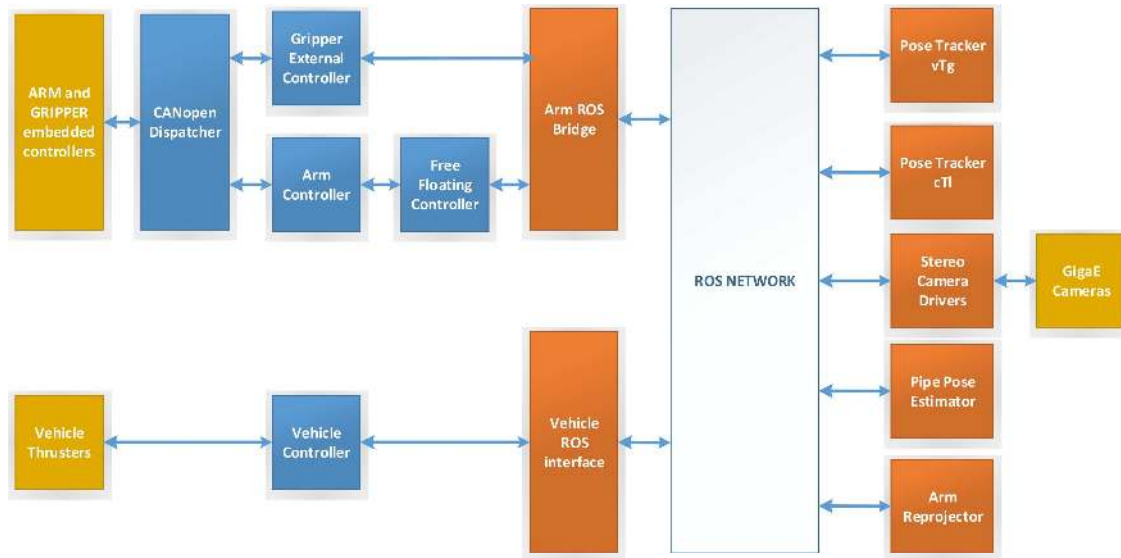 ARM and
GRIPPER
embedded
controllers
CANopen
Dispatcher
Gripper
External
Controller
Arm
Controller
Free
Floating
Controller
Arm ROS
Bridge
ROS NETWORK
Pose Tracker
vTg
Pose Tracker
cTl
Stereo
Camera
Drivers
GigaE
Cameras
Pipe Pose
Estimator
Arm
Reprojector
Vehicle
Thrusters
Vehicle
Controller
Vehicle
ROS
interface